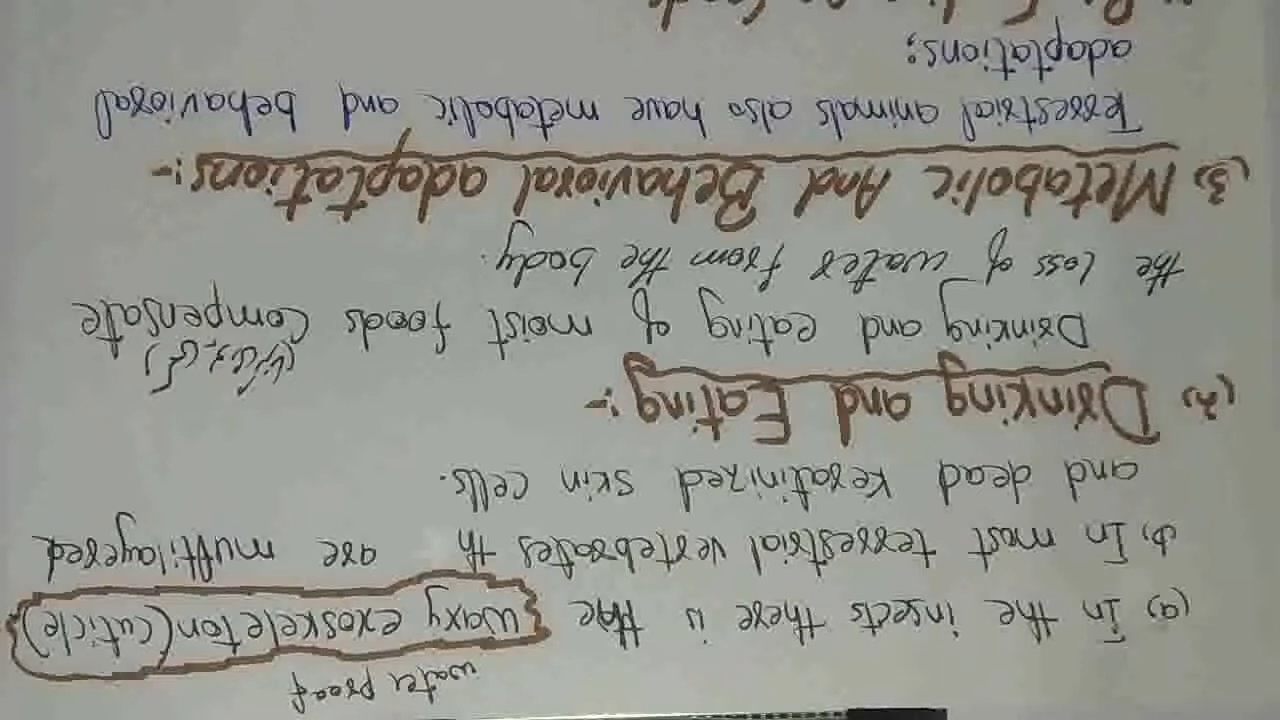 water proof
(a) In the insects there is the waxy exoskeleton (cuticle)
b) In most terrestrial vertebrates th are multilayered
and dead keratinized skin cells.
(2) Drinking and Eating:-
Drinking and eating of moist foods compensate
the loss of water from the body.
(3) Metabolic And Behavioral adaptations:-
Terrestrial animals also have metabolic and behavioral
adaptations: